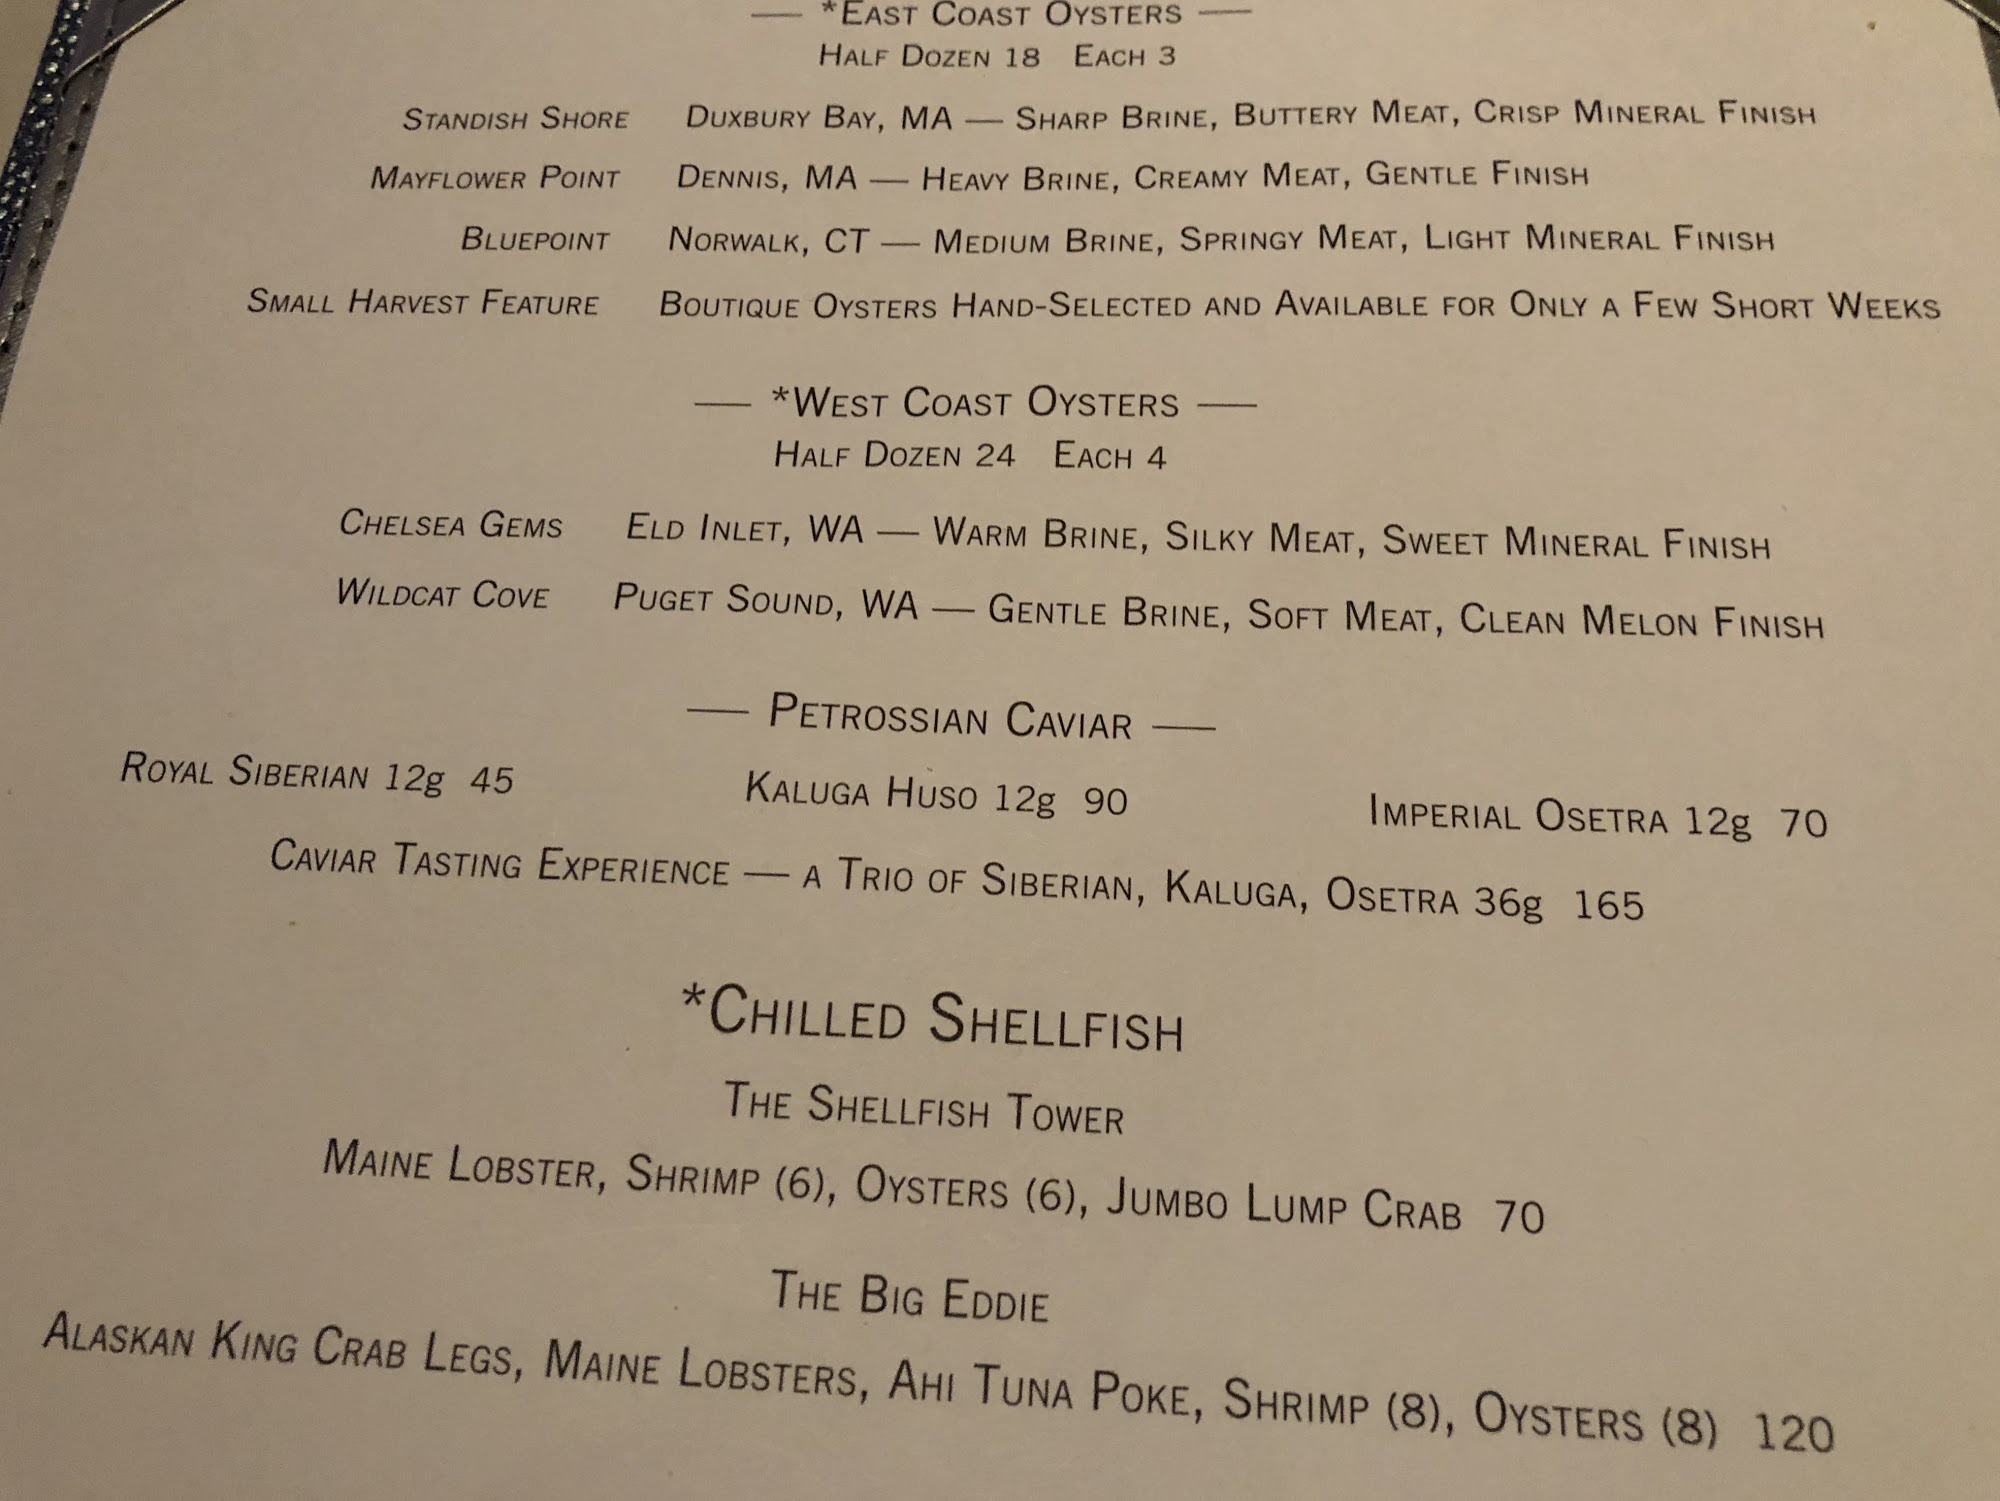 — *East Coast Oysters —
Half Dozen 18 Each 3
Standish Shore Duxbury Bay, MA — Sharp Brine, Buttery Meat, Crisp Mineral Finish
Mayflower Point Dennis, MA — Heavy Brine, Creamy Meat, Gentle Finish
Bluepoint Norwalk, CT — Medium Brine, Springy Meat, Light Mineral Finish
Small Harvest Feature Boutique Oysters Hand-Selected and Available for Only a Few Short Weeks
— *West Coast Oysters —
Half Dozen 24 Each 4
Chelsea Gems Eld Inlet, WA — Warm Brine, Silky Meat, Sweet Mineral Finish
Wildcat Cove Puget Sound, WA — Gentle Brine, Soft Meat, Clean Melon Finish
— Petrossian Caviar —
Royal Siberian 12g 45 Kaluga Huso 12g 90 Imperial Osetra 12g 70
Caviar Tasting Experience — a Trio of Siberian, Kaluga, Osetra 36g 165
*Chilled Shellfish
The Shellfish Tower
Maine Lobster, Shrimp (6), Oysters (6), Jumbo Lump Crab 70
The Big Eddie
Alaskan King Crab Legs, Maine Lobsters, Ahi Tuna Poke, Shrimp (8), Oysters (8) 120